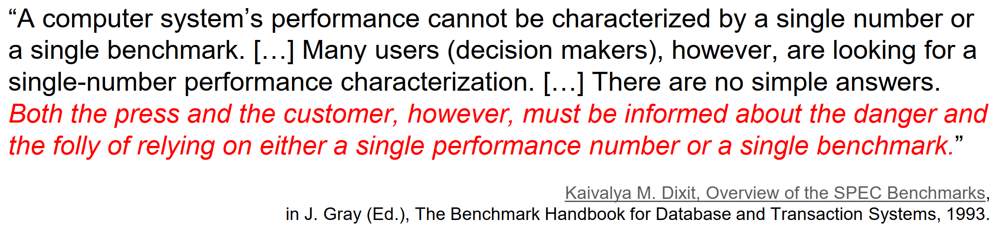 “A computer system’s performance cannot be characterized by a single number or
a single benchmark. […] Many users (decision makers), however, are looking for a
single-number performance characterization. […] There are no simple answers.
Both the press and the customer, however, must be informed about the danger and
the folly of relying on either a single performance number or a single benchmark.”
Kaivalya M. Dixit, Overview of the SPEC Benchmarks,
in J. Gray (Ed.), The Benchmark Handbook for Database and Transaction Systems, 1993.